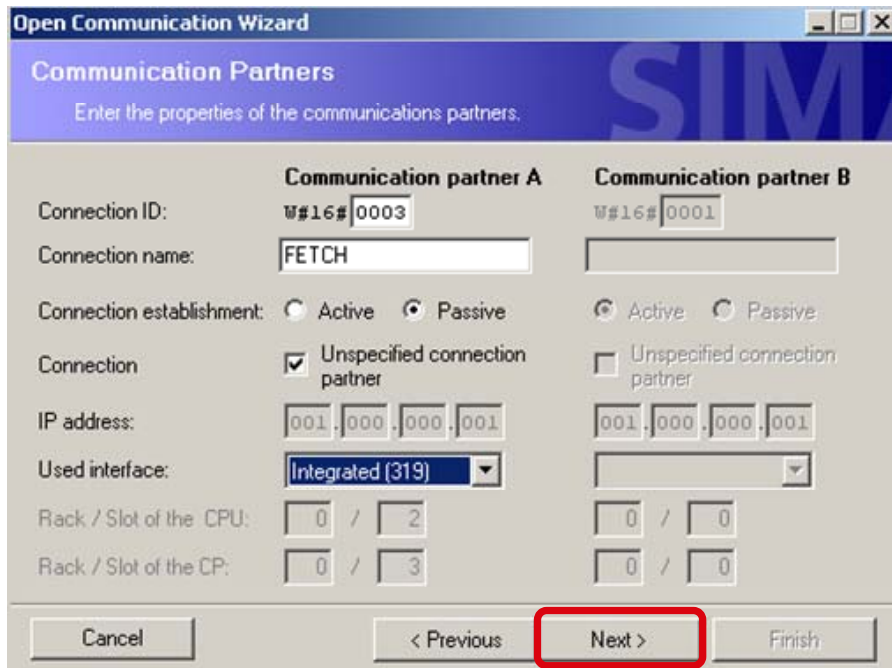 Open Communication Wizard
Communication Partners
SIMA
Enter the properties of the communications partners.
Communication partner A Communication partner B
Connection ID: W#16# 0003 W#16# 0001
Connection name: FETCH
Connection establishment: Active Passive Active Passive
Connection Unspecified connection partner Unspecified connection partner
IP address: 001.000.000.001 001.000.000.001
Used interface: Integrated (319)
Rack / Slot of the CPU: 0 / 2 0 / 0
Rack / Slot of the CP: 0 / 3 0 / 0
Cancel < Previous Next > Finish